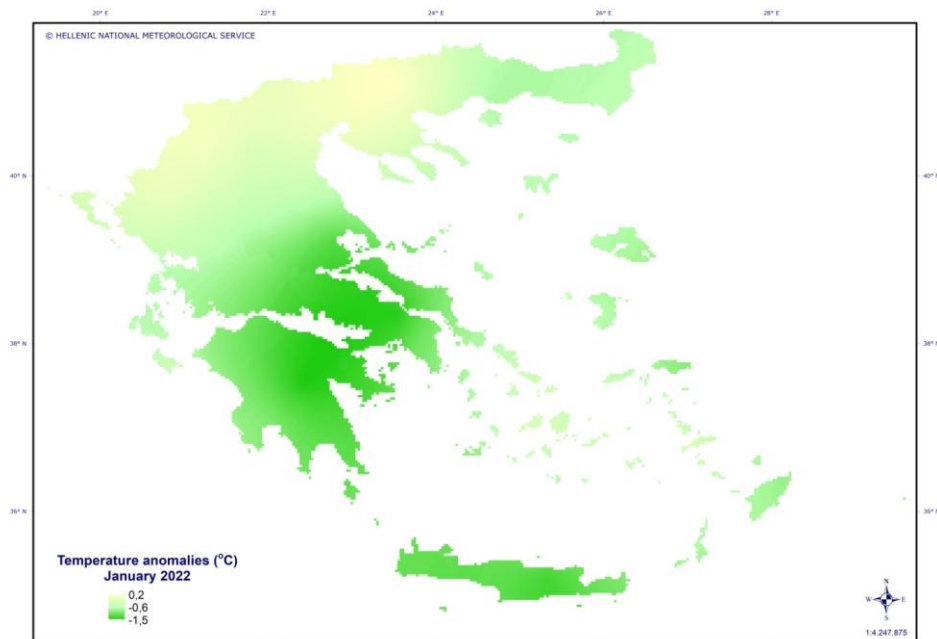 20° E 22° E 24° E 26° E 28° E
© HELLENIC NATIONAL METEOROLOGICAL SERVICE
40° N 40° N
38° N 38° N
36° N 36° N
Temperature anomalies (°C)
January 2022
0,2
-0,6
-1,5
N
W E
S
1:4.247.875